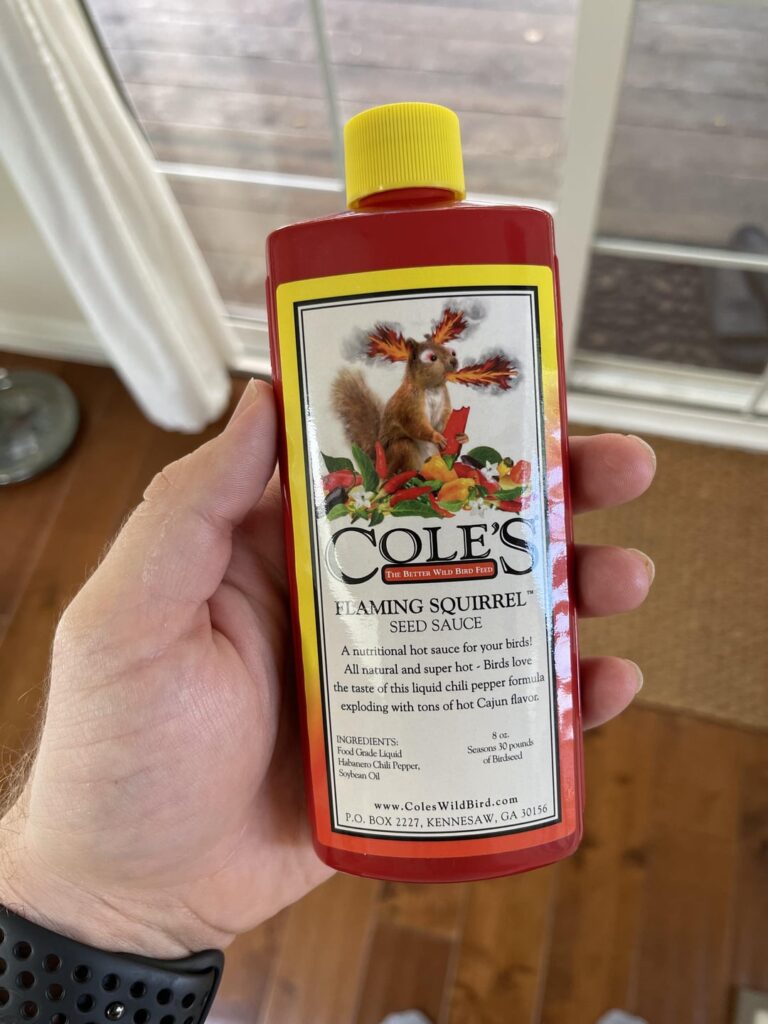 COLE'S
THE BETTER WILD BIRD FEED
FLAMING SQUIRREL™
SEED SAUCE
A nutritional hot sauce for your birds!
All natural and super hot - Birds love
the taste of this liquid chili pepper formula
exploding with tons of hot Cajun flavor.
INGREDIENTS:
Food Grade Liquid
Habanero Chili Pepper,
Soybean Oil
8 oz.
Seasons 30 pounds
of Birdseed
www.ColesWildBird.com
P.O. BOX 2227, KENNESAW, GA 30156